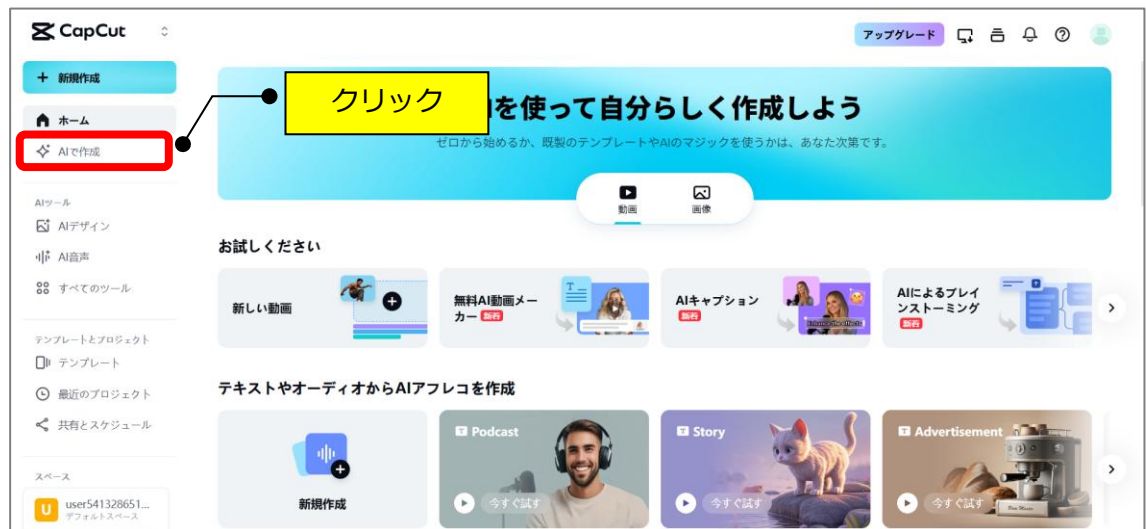 CapCut
アップグレード
+ 新規作成
ホーム
AIで作成
クリック
を使って自分らしく作成しよう
ゼロから始めるか、既製のテンプレートやAIのマジックを使うかは、あなた次第です。
動画
画像
AIツール
AIデザイン
AI音声
すべてのツール
お試しください
新しい動画
無料AI動画メー
カー 新着
AIキャプション
新着
Enhance the effects
AIによるブレイ
ンストーミング
新着
テンプレートとプロジェクト
テンプレート
最近のプロジェクト
共有とスケジュール
テキストやオーディオからAIアフレコを作成
新規作成
Podcast
今すぐ試す
Story
今すぐ試す
Advertisement
今すぐ試す
スペース
U
user541328651...
デフォルトスペース